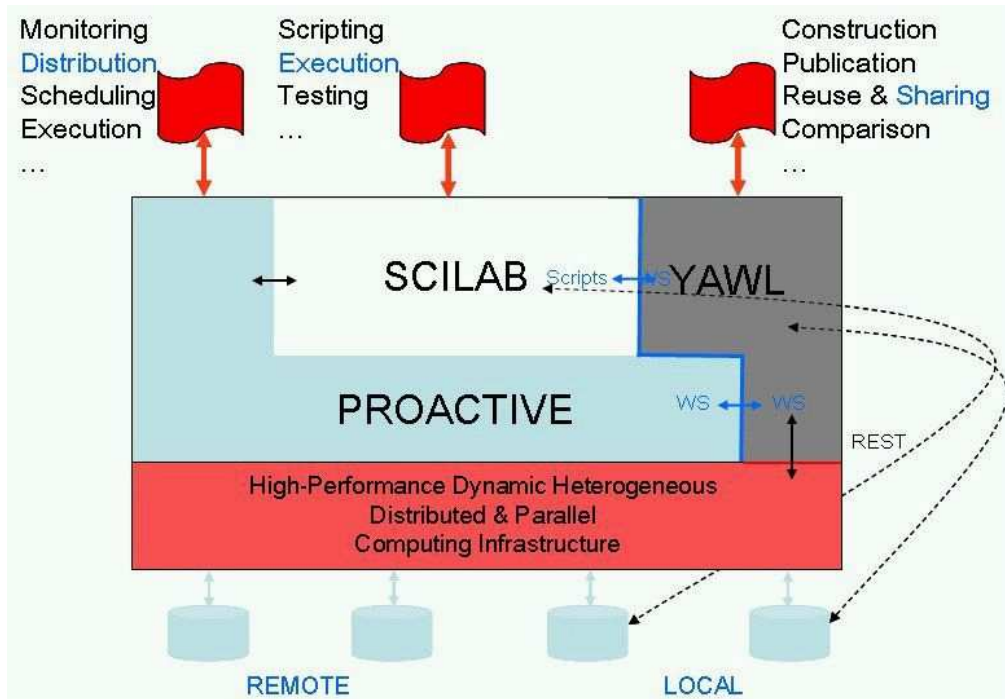 Monitoring
Distribution
Scheduling
Execution
…
Scripting
Execution
Testing
…
Construction
Publication
Reuse & Sharing
Comparison
…
SCILAB
Scripts
WS
YAWL
PROACTIVE
WS
WS
REST
High-Performance Dynamic Heterogeneous
Distributed & Parallel
Computing Infrastructure
REMOTE
LOCAL